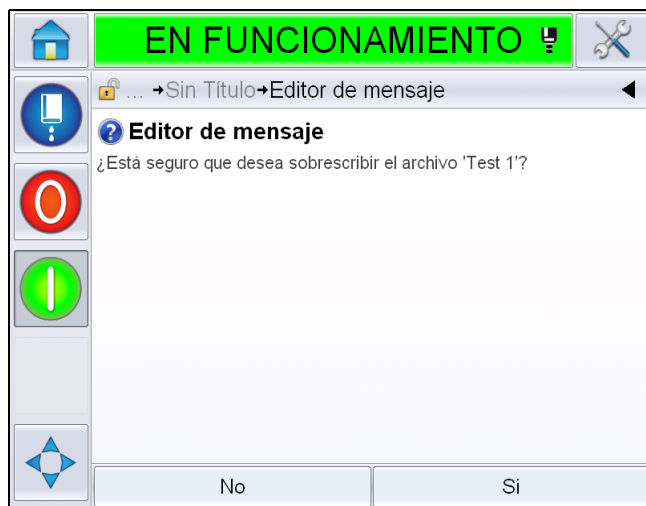 EN FUNCIONAMIENTO
... →Sin Título→Editor de mensaje
Editor de mensaje
¿Está seguro que desea sobrescribir el archivo 'Test 1'?
No
Sí